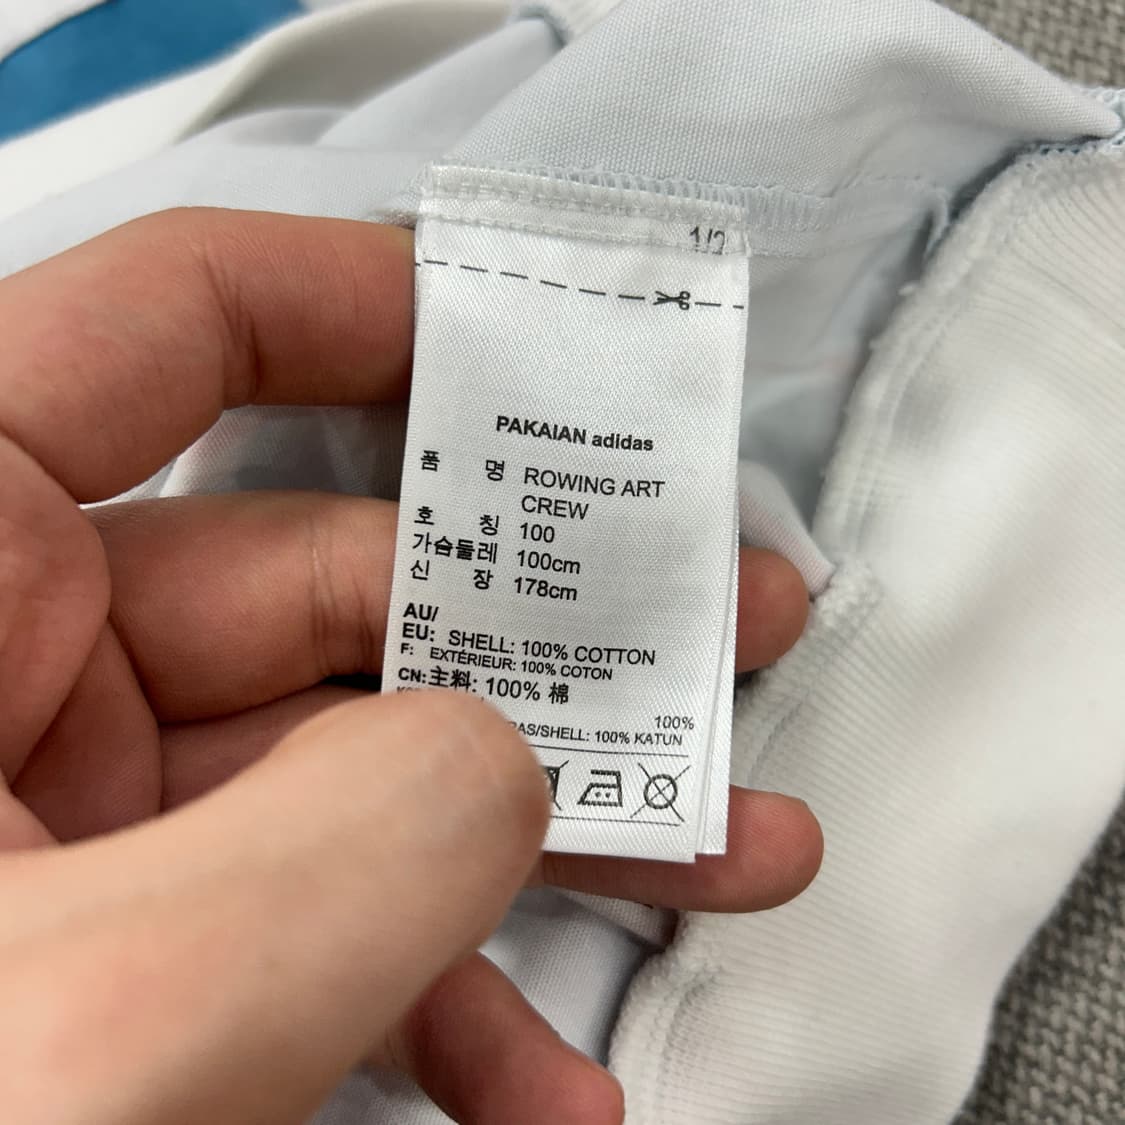 1/2
PAKAIAN adidas
품 명 ROWING ART
CREW
호 칭 100
가슴둘레 100cm
신 장 178cm
AU/
EU: SHELL: 100% COTTON
F: EXTÉRIEUR: 100% COTON
CN:主料: 100% 棉
100%
/SHELL: 100% KATUN